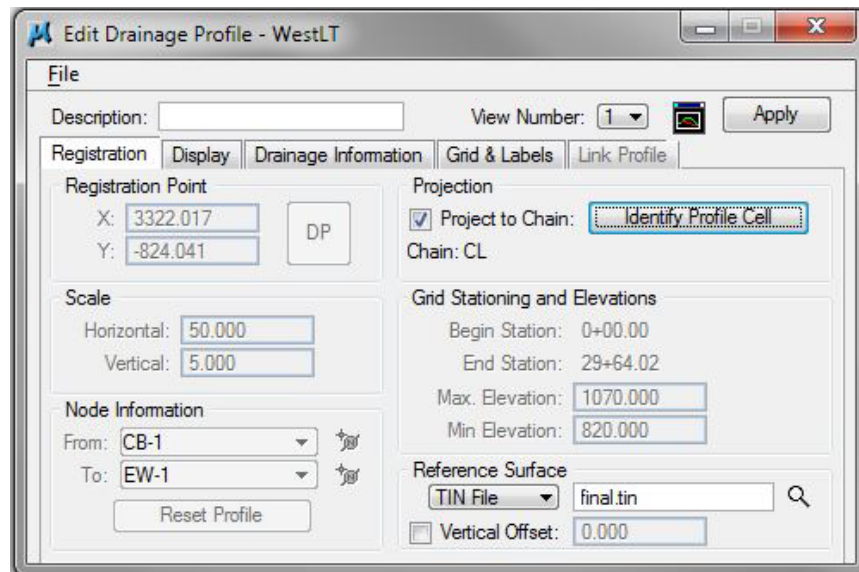 Edit Drainage Profile - WestLT
File
Description:
View Number: 1
Apply
Registration Display Drainage Information Grid & Labels Link Profile
Registration Point
X: 3322.017
Y: -824.041
DP
Projection
Project to Chain: Identify Profile Cell
Chain: CL
Scale
Horizontal: 50.000
Vertical: 5.000
Grid Stationing and Elevations
Begin Station: 0+00.00
End Station: 29+64.02
Max. Elevation: 1070.000
Min Elevation: 820.000
Node Information
From: CB-1
To: EW-1
Reset Profile
Reference Surface
TIN File final.tin
Vertical Offset: 0.000